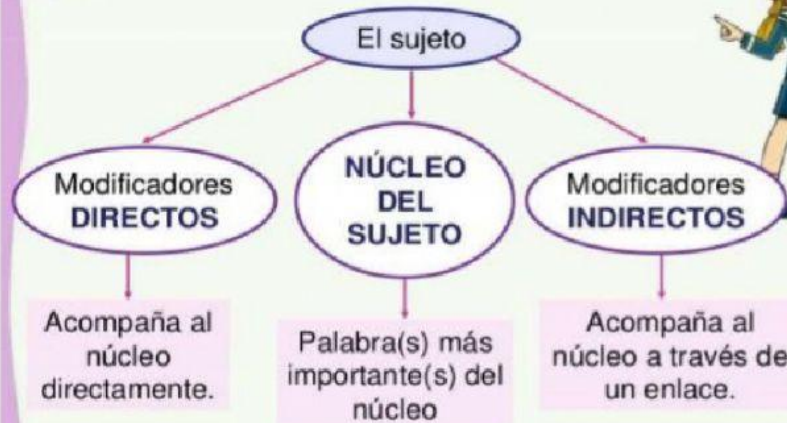 El sujeto
Modificadores
DIRECTOS
NÚCLEO
DEL
SUJETO
Modificadores
INDIRECTOS
Acompaña al
núcleo
directamente.
Palabra(s) más
importante(s) del
núcleo
Acompaña al
núcleo a través de
un enlace.